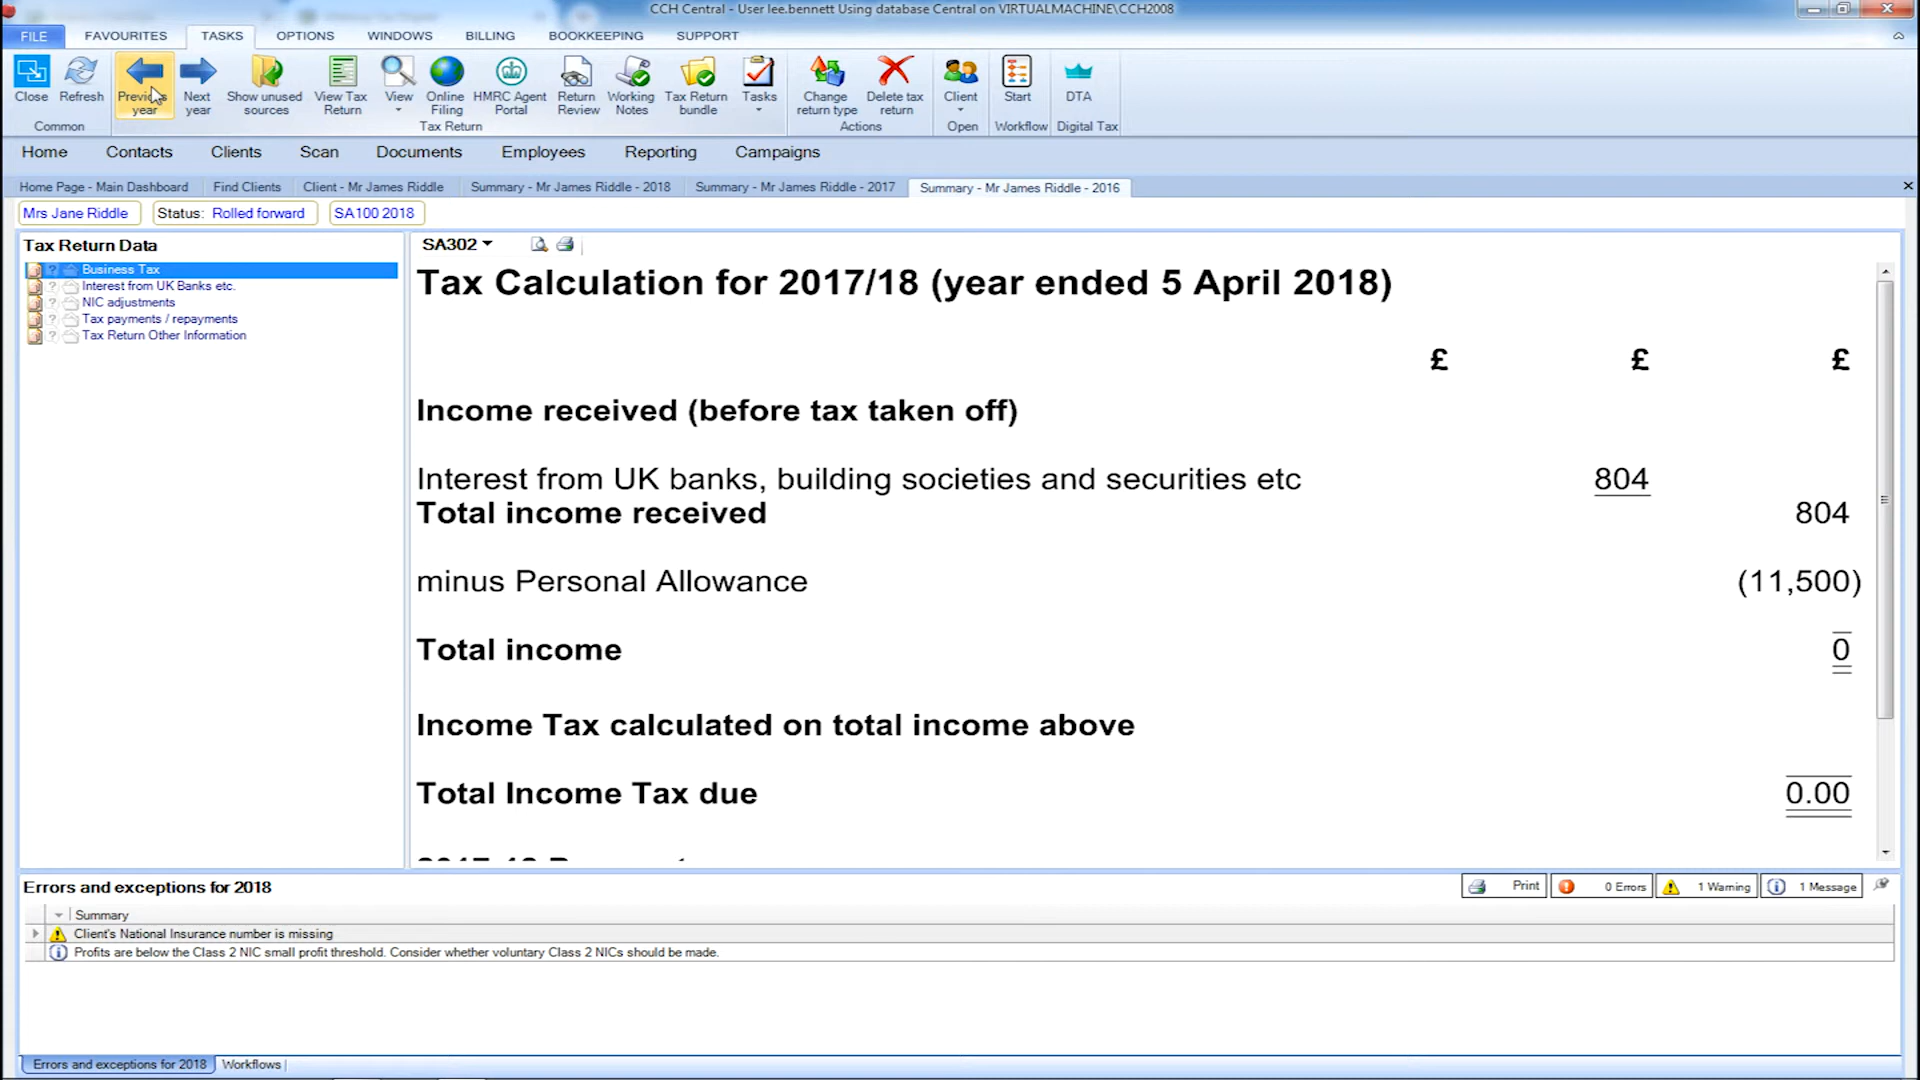 CCH Central - User lee.bennett Using database Central on VIRTUALMACHINE\CCH2008
FILE FAVOURITES TASKS OPTIONS WINDOWS BILLING BOOKKEEPING SUPPORT
Close Refresh Previous year Next year Show unused sources View Tax Return View Online Filing HMRC Agent Portal Return Review Working Notes Tax Return bundle Tasks Change return type Delete tax return Client Start DTA
Common Tax Return Actions Open Workflow Digital Tax
Home Contacts Clients Scan Documents Employees Reporting Campaigns
Home Page - Main Dashboard Find Clients Client - Mr James Riddle Summary - Mr James Riddle - 2018 Summary - Mr James Riddle - 2017 Summary - Mr James Riddle - 2016
Mrs Jane Riddle Status: Rolled forward SA100 2018
Tax Return Data
Business Tax
Interest from UK Banks etc.
NIC adjustments
Tax payments / repayments
Tax Return Other Information
SA302
Tax Calculation for 2017/18 (year ended 5 April 2018)
£ £ £
Income received (before tax taken off)
Interest from UK banks, building societies and securities etc 804
Total income received 804
minus Personal Allowance (11,500)
Total income 0
Income Tax calculated on total income above
Total Income Tax due 0.00
Errors and exceptions for 2018 Print 0 Errors 1 Warning 1 Message
Summary
Client's National Insurance number is missing
Profits are below the Class 2 NIC small profit threshold. Consider whether voluntary Class 2 NICs should be made.
Errors and exceptions for 2018 Workflows